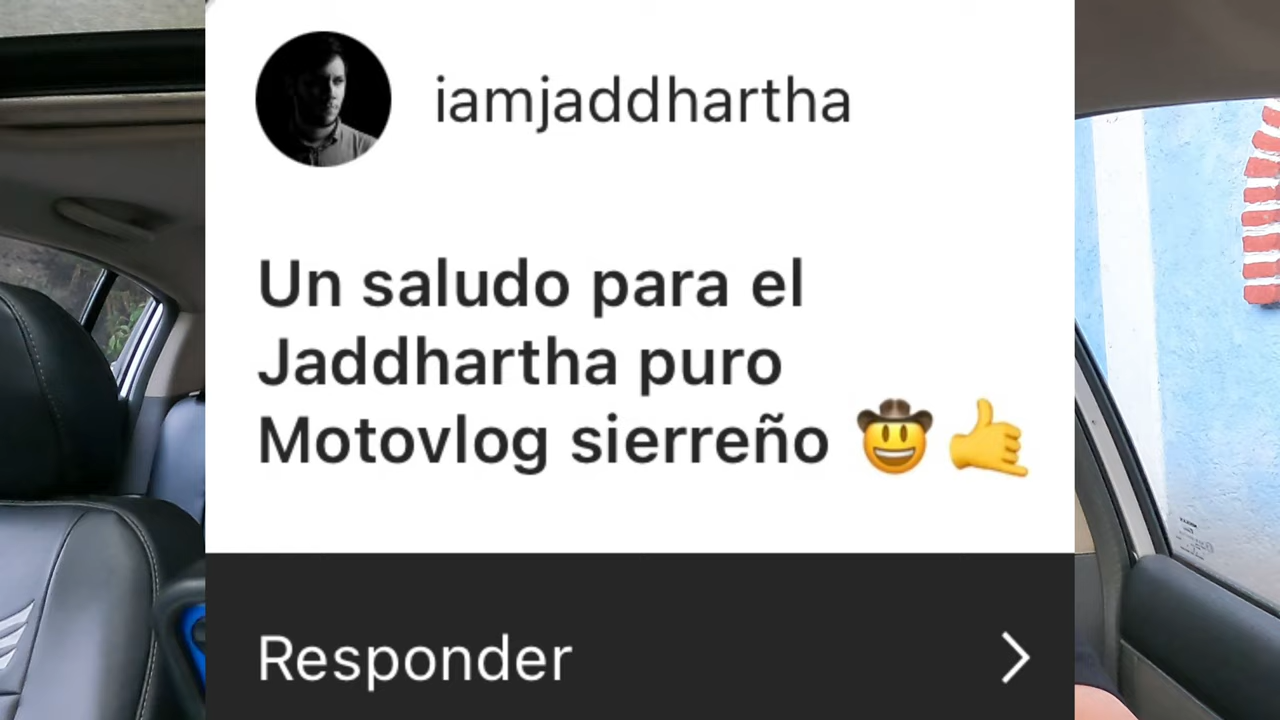 iamjaddhartha
Un saludo para el
Jaddhartha puro
Motovlog sierreño 🤠 🤙
Responder